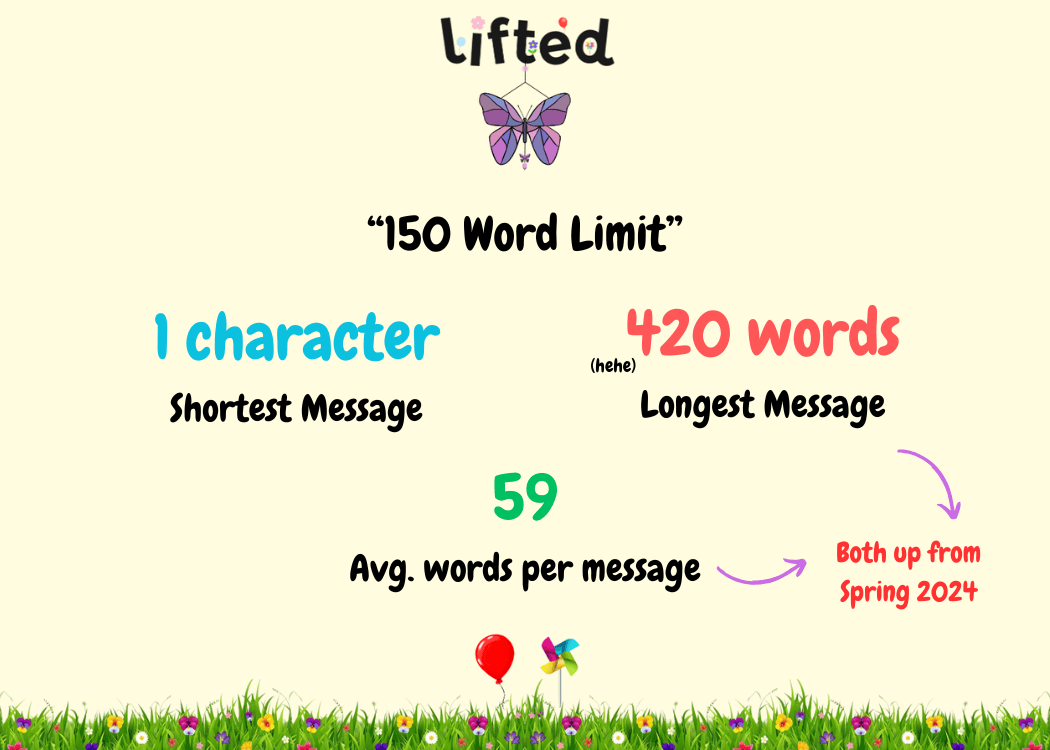 lifted
“150 Word Limit”
1 character
Shortest Message
420 words
(hehe)
Longest Message
59
Avg. words per message
Both up from
Spring 2024